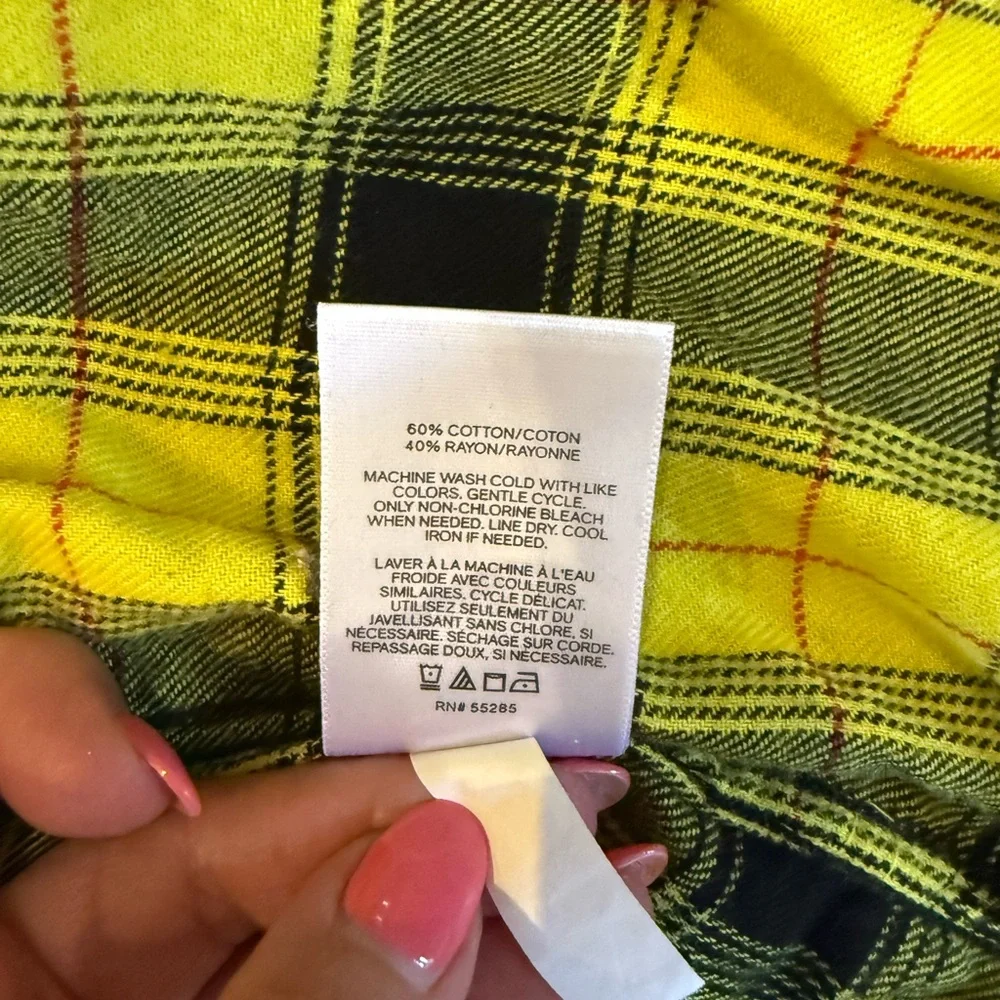 60% COTTON/COTON
40% RAYON/RAYONNE
MACHINE WASH COLD WITH LIKE
COLORS. GENTLE CYCLE.
ONLY NON-CHLORINE BLEACH
WHEN NEEDED. LINE DRY. COOL
IRON IF NEEDED.
LAVER À LA MACHINE À L'EAU
FROIDE AVEC COULEURS
SIMILAIRES. CYCLE DÉLICAT.
UTILISEZ SEULEMENT DU
JAVELLISANT SANS CHLORE, SI
NÉCESSAIRE. SÉCHAGE SUR CORDE.
REPASSAGE DOUX, SI NÉCESSAIRE.
RN# 55285